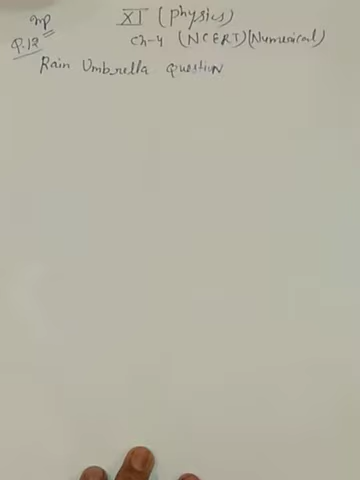 Imp XI (Physics)
Q.12 Ch-4 (NCERT)(Numerical)
Rain Umbrella Question